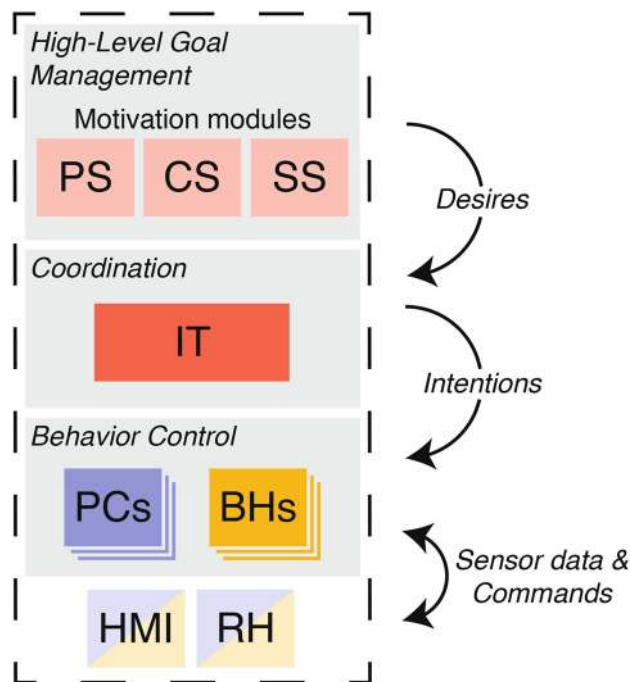 High-Level Goal
Management
Motivation modules
PS CS SS
Desires
Coordination
IT
Intentions
Behavior Control
PCs BHs
Sensor data &
Commands
HMI RH